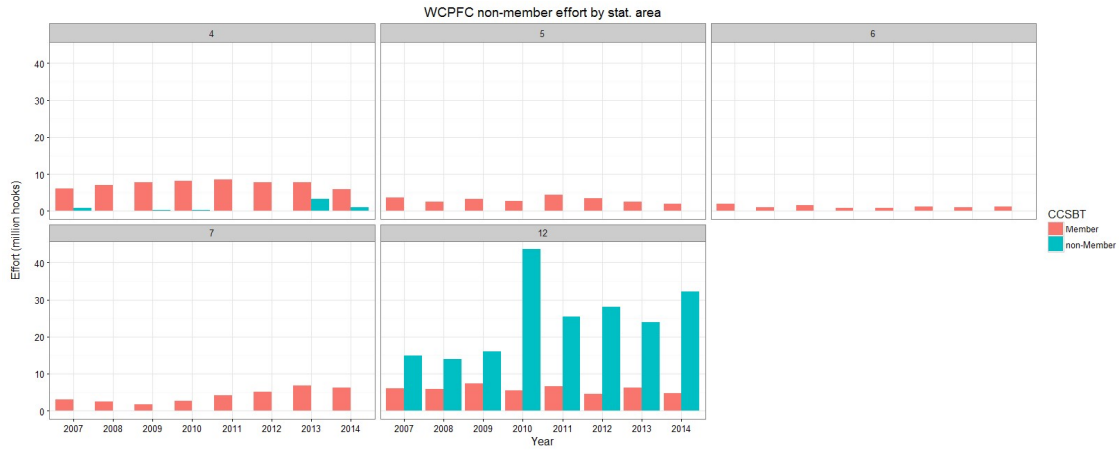 WCPFC non-member effort by stat. area
4
5
6
40
30
20
10
0
Effort (million hooks)
CCSBT
Member
non-Member
7
12
40
30
20
10
0
2007 2008 2009 2010 2011 2012 2013 2014
2007 2008 2009 2010 2011 2012 2013 2014
Year